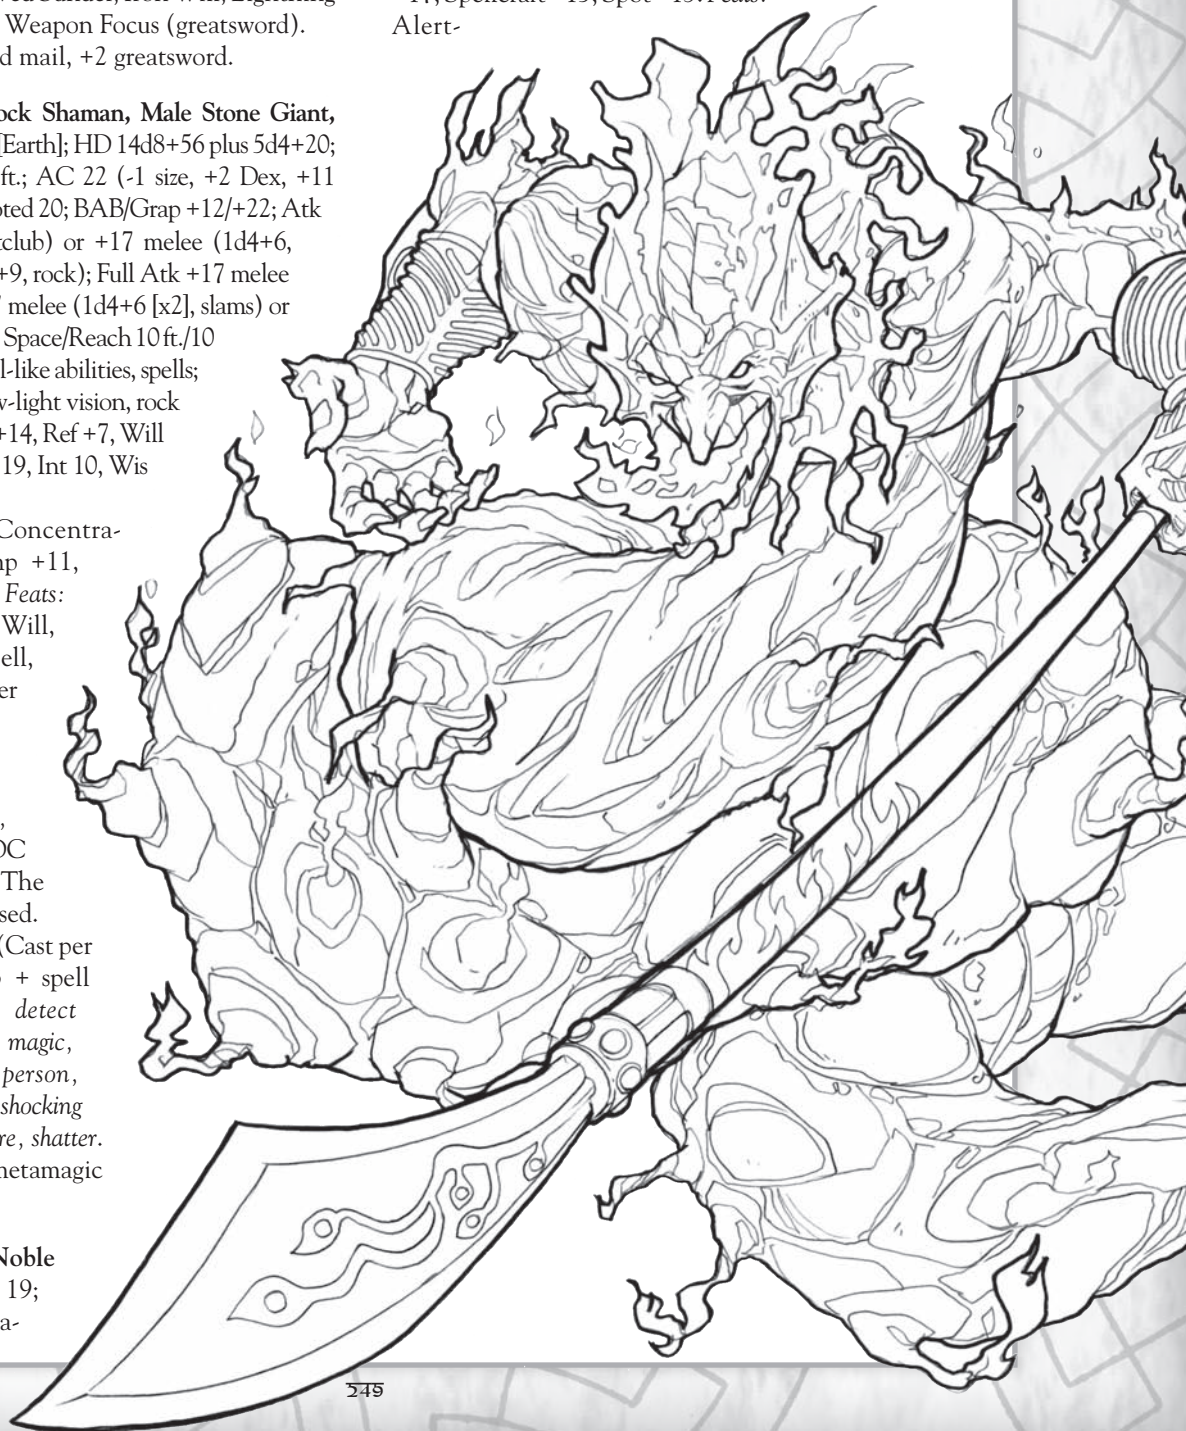 Weapon Focus (greatsword).
d mail, +2 greatsword.
ock Shaman, Male Stone Giant,
[Earth]; HD 14d8+56 plus 5d4+20;
ft.; AC 22 (-1 size, +2 Dex, +11
oted 20; BAB/Grap +12/+22; Atk
tclub) or +17 melee (1d4+6,
+9, rock); Full Atk +17 melee
melee (1d4+6 [x2], slams) or
Space/Reach 10 ft./10
l-like abilities, spells;
w-light vision, rock
+14, Ref +7, Will
19, Int 10, Wis
Concentra-
mp +11,
Feats:
Will,
ell,
er
,
DC
The
sed.
(Cast per
+ spell
detect
magic,
person,
shocking
re, shatter.
metamagic
Noble
19;
a-
Alert-
249